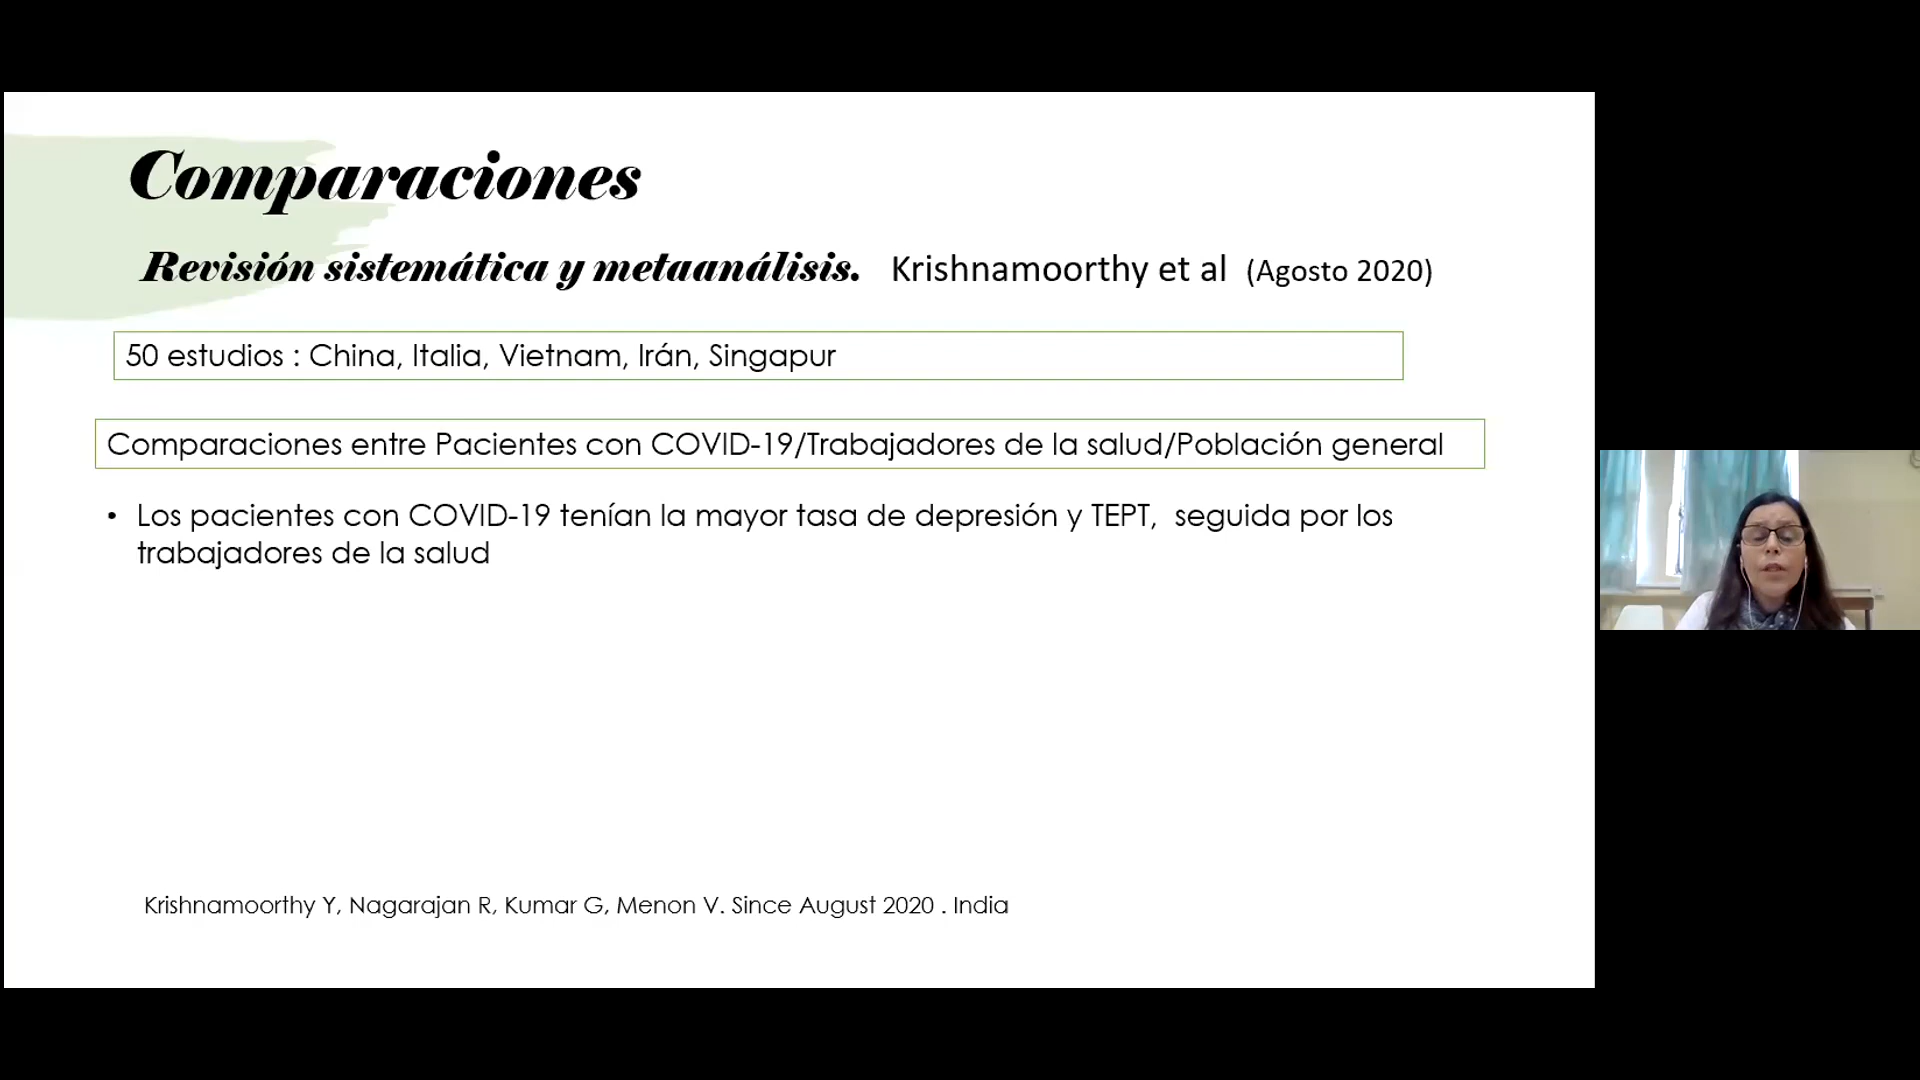 Comparaciones
Revisión sistemática y metaanálisis. Krishnamoorthy et al (Agosto 2020)
50 estudios : China, Italia, Vietnam, Irán, Singapur
Comparaciones entre Pacientes con COVID-19/Trabajadores de la salud/Población general
• Los pacientes con COVID-19 tenían la mayor tasa de depresión y TEPT, seguida por los
trabajadores de la salud
Krishnamoorthy Y, Nagarajan R, Kumar G, Menon V. Since August 2020 . India